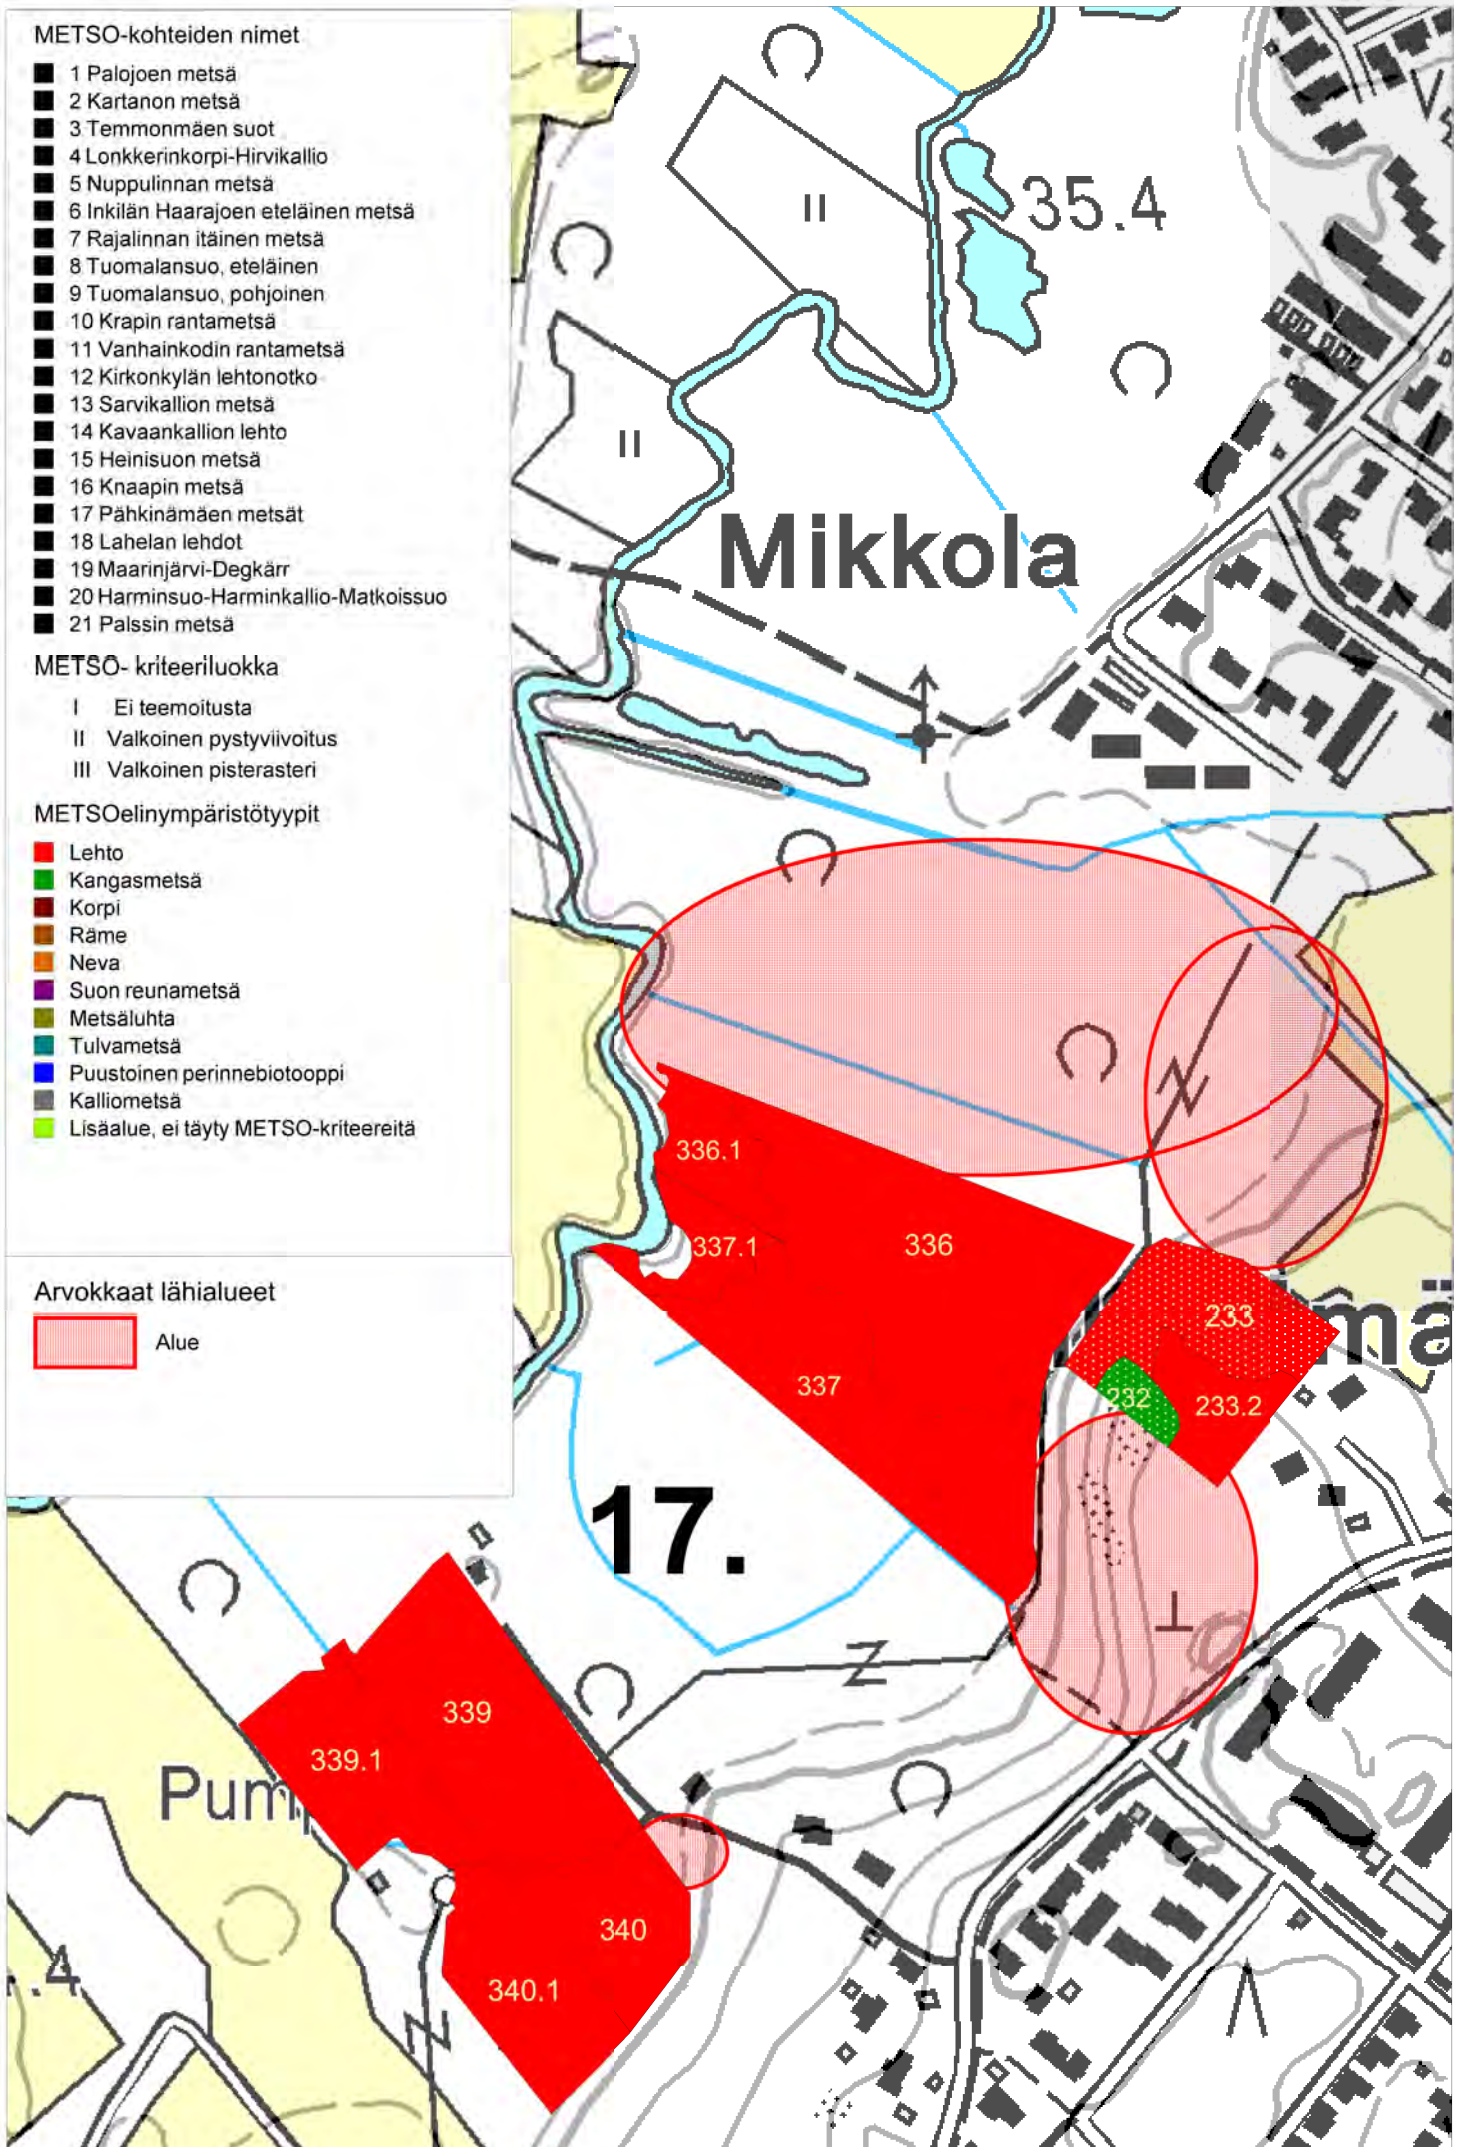 METSO-kohteiden nimet
1 Palojoen metsä
2 Kartanon metsä
3 Temmonmäen suot
4 Lonkkerinkorpi-Hirvikallio
5 Nuppulinnan metsä
6 Inkilän Haarajoen eteläinen metsä
7 Rajalinnan itäinen metsä
8 Tuomalansuo, eteläinen
9 Tuomalansuo, pohjoinen
10 Krapin rantametsä
11 Vanhainkodin rantametsä
12 Kirkonkylän lehtonotko
13 Sarvikallion metsä
14 Kavaankallion lehto
15 Heinisuon metsä
16 Knaapin metsä
17 Pähkinämäen metsät
18 Lahelan lehdot
19 Maarinjärvi-Degkärr
20 Harminsuo-Harminkallio-Matkoissuo
21 Palssin metsä
METSO- kriteeriluokka
I Ei teemoitusta
II Valkoinen pystyviivoitus
III Valkoinen pisterasteri
METSOelinympäristötyypit
Lehto
Kangasmetsä
Korpi
Räme
Neva
Suon reunametsä
Metsäluhta
Tulvametsä
Puustoinen perinnebiotooppi
Kalliometsä
Lisäalue, ei täyty METSO-kriteereitä
Arvokkaat lähialueet
Alue
35.4
Mikkola
336.1
337.1
336
233
mä
337
232
233.2
17.
339
339.1
Pump
340
340.1
.4